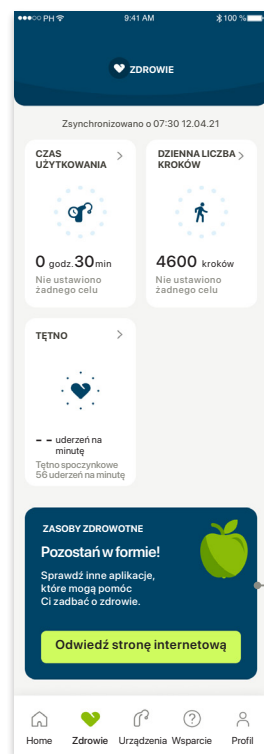 PH 9:41 AM 100 %
ZDROWIE
Zsynchronizowano o 07:30 12.04.21
CZAS
UŻYTKOWANIA
0 godz. 30 min
Nie ustawiono
żadnego celu
DZIENNA LICZBA
KROKÓW
4600 kroków
Nie ustawiono
żadnego celu
TĘTNO
– – uderzeń na
minutę
Tętno spoczynkowe
56 uderzeń na minutę
ZASOBY ZDROWOTNE
Pozostań w formie!
Sprawdź inne aplikacje,
które mogą pomóc
Ci zadbać o zdrowie.
Odwiedź stronę internetową
Home Zdrowie Urządzenia Wsparcie Profil